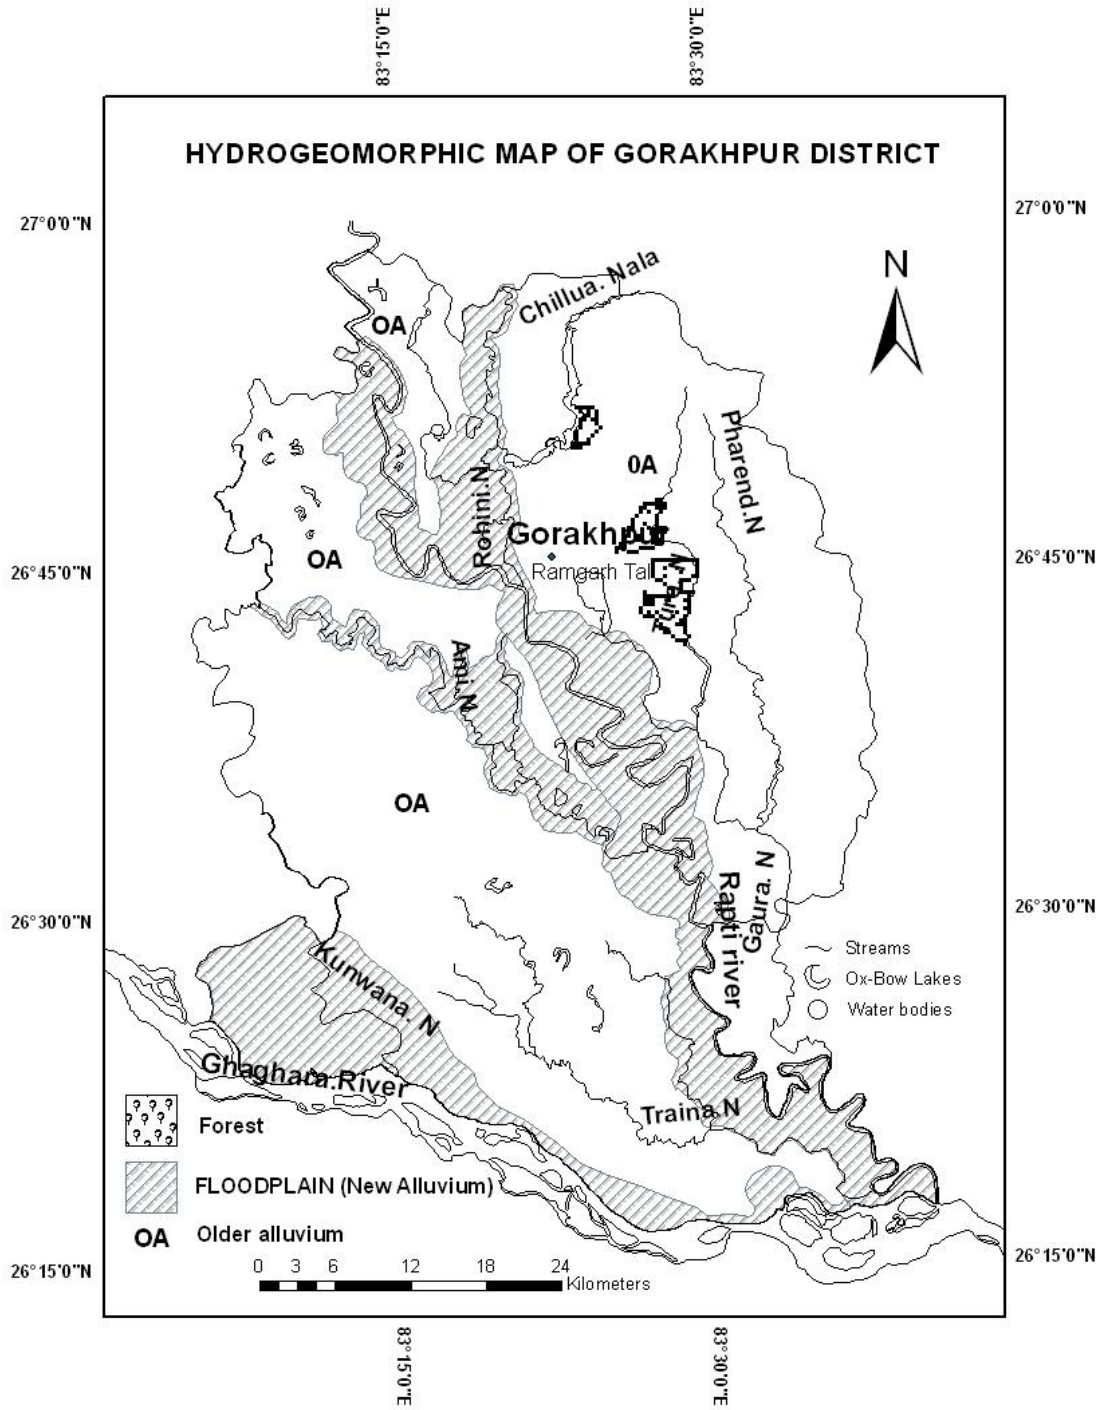 83°15'0"E
83°30'0"E
HYDROGEOMORPHIC MAP OF GORAKHPUR DISTRICT
27°0'0"N
27°0'0"N
N
Chillua. Nala
OA
Pharend.N
0A
Rohini.N
Gorakhpur
Ramgarh Tal
OA
26°45'0"N
26°45'0"N
Tura.N
Ami.N
OA
Gaura. N
Rapti river
26°30'0"N
26°30'0"N
Streams
Ox-Bow Lakes
Water bodies
Kunwana. N
Ghaghara.River
Traina.N
Forest
FLOODPLAIN (New Alluvium)
OA Older alluvium
26°15'0"N
26°15'0"N
0 3 6 12 18 24
Kilometers
83°15'0"E
83°30'0"E